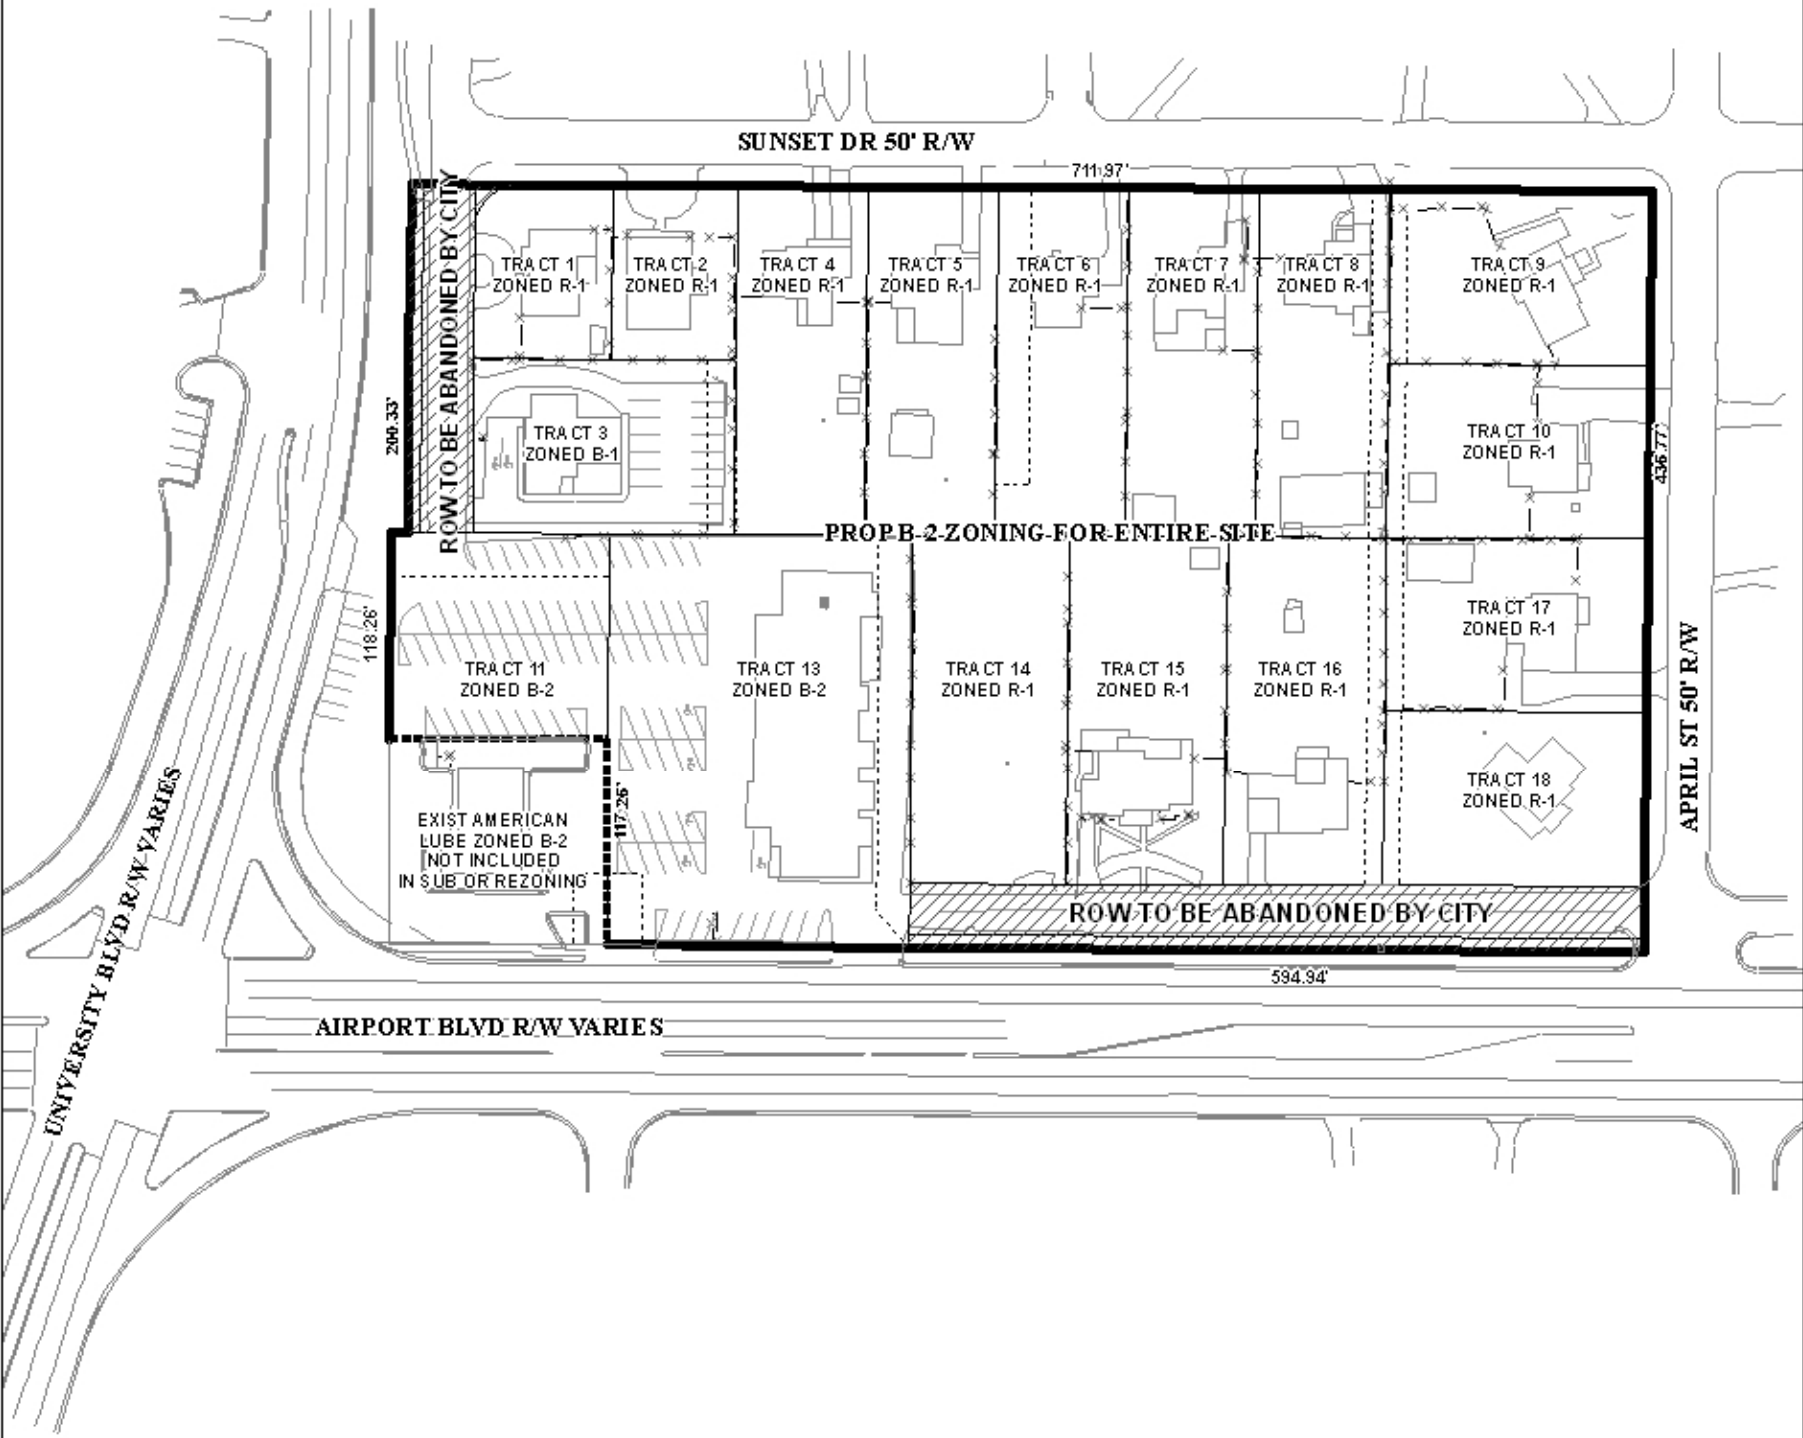 SUNSET DR 50' R/W
711.97'
ROW TO BE ABANDONED BY CITY
TRACT 1
ZONED R-1
TRACT 2
ZONED R-1
TRACT 4
ZONED R-1
TRACT 5
ZONED R-1
TRACT 6
ZONED R-1
TRACT 7
ZONED R-1
TRACT 8
ZONED R-1
TRACT 9
ZONED R-1
200.33'
TRACT 3
ZONED B-1
TRACT 10
ZONED R-1
436.77'
PROP B-2 ZONING FOR ENTIRE SITE
118.26'
TRACT 11
ZONED B-2
TRACT 13
ZONED B-2
TRACT 14
ZONED R-1
TRACT 15
ZONED R-1
TRACT 16
ZONED R-1
TRACT 17
ZONED R-1
APRIL ST 50' R/W
TRACT 18
ZONED R-1
117.26'
EXIST AMERICAN
LUBE ZONED B-2
NOT INCLUDED
IN SUB OR REZONING
ROW TO BE ABANDONED BY CITY
594.94'
UNIVERSITY BLVD R/W VARIES
AIRPORT BLVD R/W VARIES